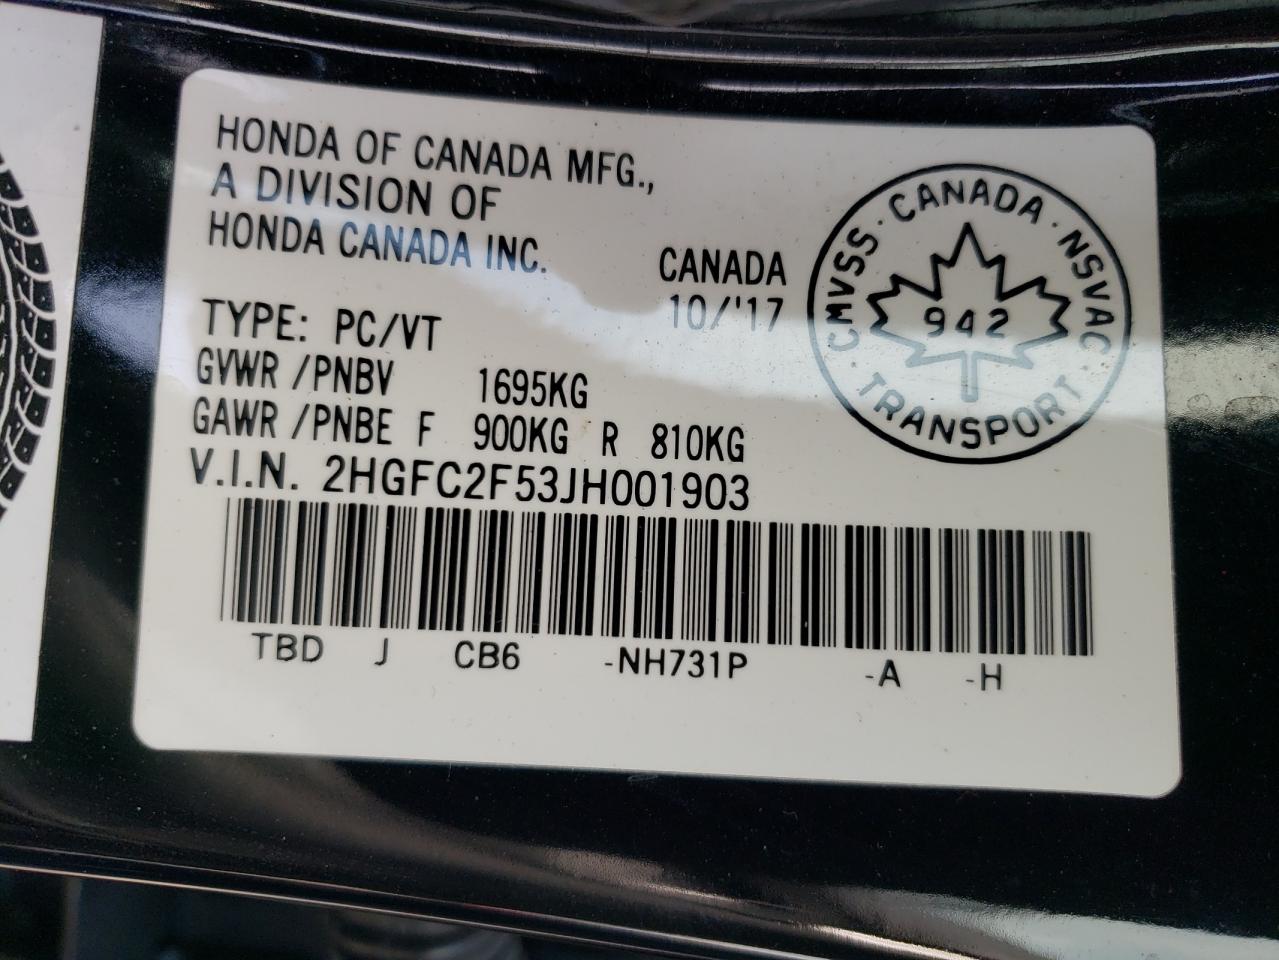 HONDA OF CANADA MFG.,
A DIVISION OF
HONDA CANADA INC.
CANADA
10/'17
TYPE: PC/VT
GVWR /PNBV 1695KG
GAWR /PNBE F 900KG R 810KG
V.I.N. 2HGFC2F53JH001903
TBD J CB6 -NH731P -A -H
CMVSS · CANADA · NSVAC · TRANSPORT ·
942